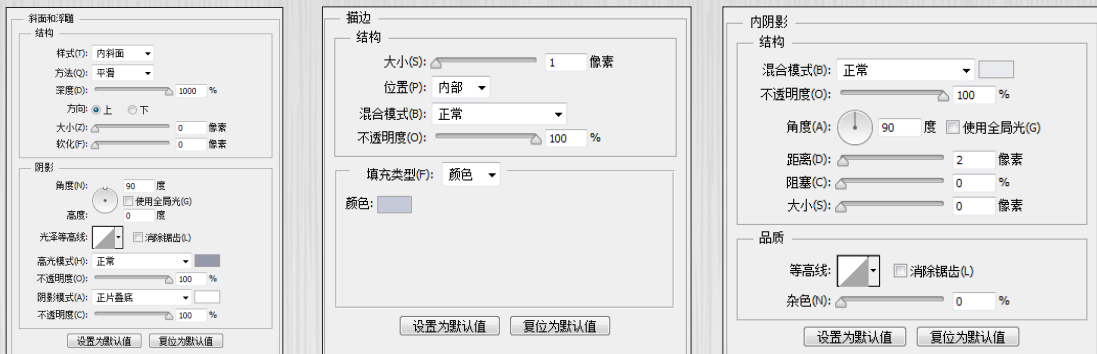 斜面和浮雕
结构
样式(T): 内斜面
方法(Q): 平滑
深度(D): 1000 %
方向: 上 下
大小(Z): 0 像素
软化(F): 0 像素
阴影
角度(N): 90 度
使用全局光(G)
高度: 0 度
光泽等高线: 消除锯齿(L)
高光模式(H): 正常
不透明度(O): 100 %
阴影模式(A): 正片叠底
不透明度(C): 100 %
设置为默认值 复位为默认值
描边
结构
大小(S): 1 像素
位置(P): 内部
混合模式(B): 正常
不透明度(O): 100 %
填充类型(F): 颜色
颜色:
设置为默认值 复位为默认值
内阴影
结构
混合模式(B): 正常
不透明度(O): 100 %
角度(A): 90 度 使用全局光(G)
距离(D): 2 像素
阻塞(C): 0 %
大小(S): 0 像素
品质
等高线: 消除锯齿(L)
杂色(N): 0 %
设置为默认值 复位为默认值